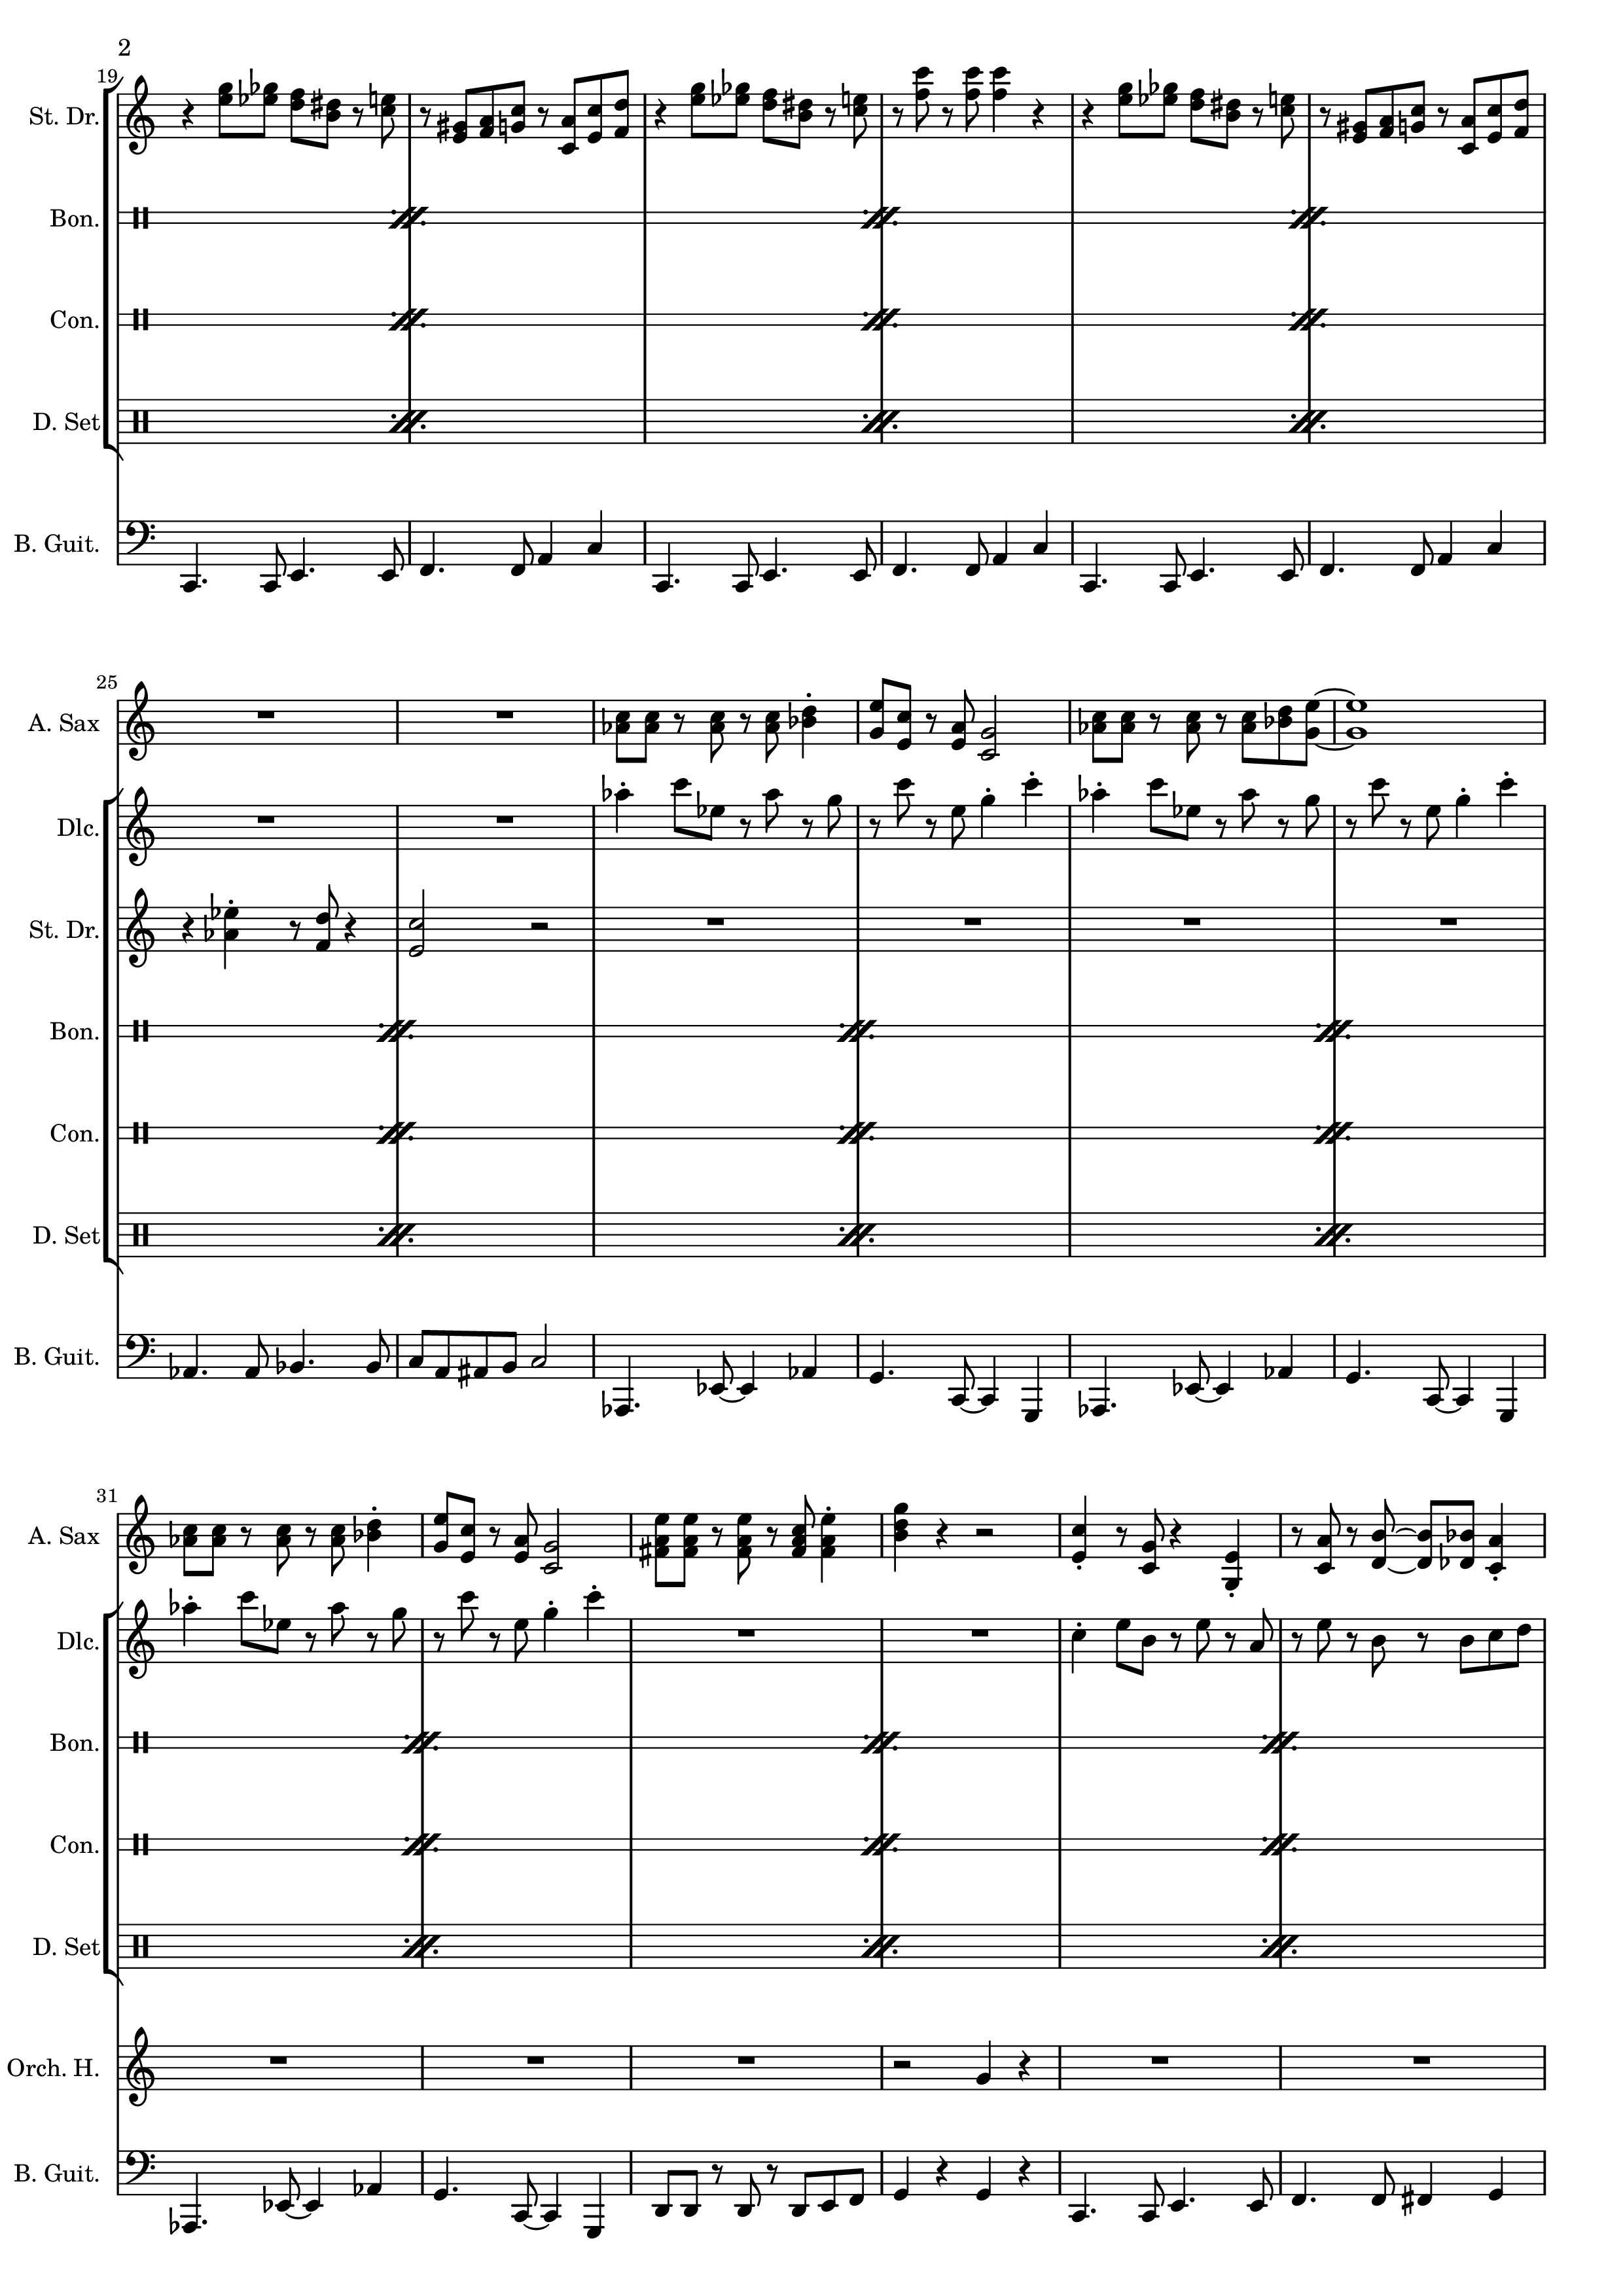 2
19
St. Dr.
Bon.
Con.
D. Set
B. Guit.
25
A. Sax
Dlc.
St. Dr.
Bon.
Con.
D. Set
B. Guit.
31
A. Sax
Dlc.
Bon.
Con.
D. Set
Orch. H.
B. Guit.